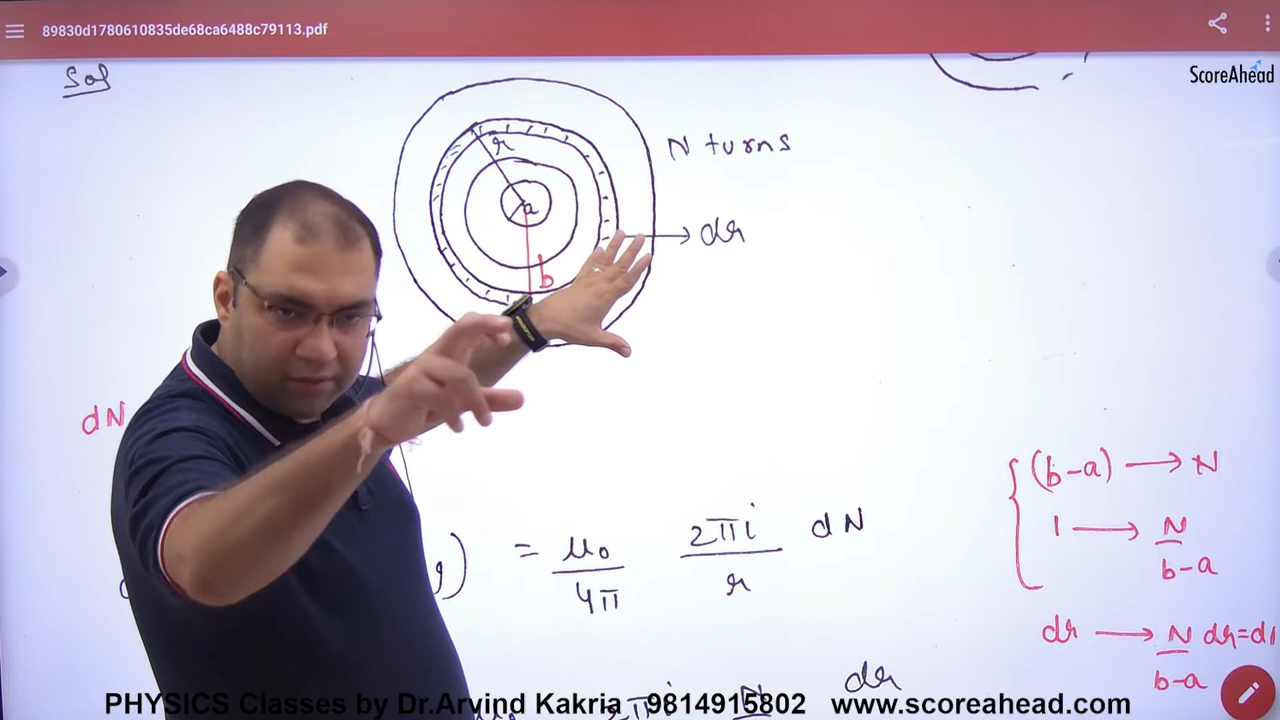 89830d1780610835de68ca6488c79113.pdf
ScoreAhead
Sol
r
N turns
a
dr
b
dN
(b-a) → N
= μ₀/4π 2πi/r dN
1 → N/b-a
dr → N/b-a dr=d
2πi N dr
PHYSICS Classes by Dr.Arvind Kakria 9814915802 www.scoreahead.com